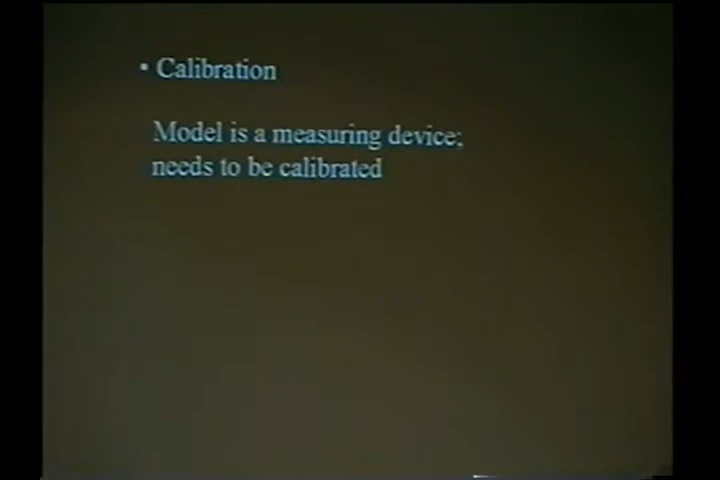 • Calibration
Model is a measuring device;
needs to be calibrated